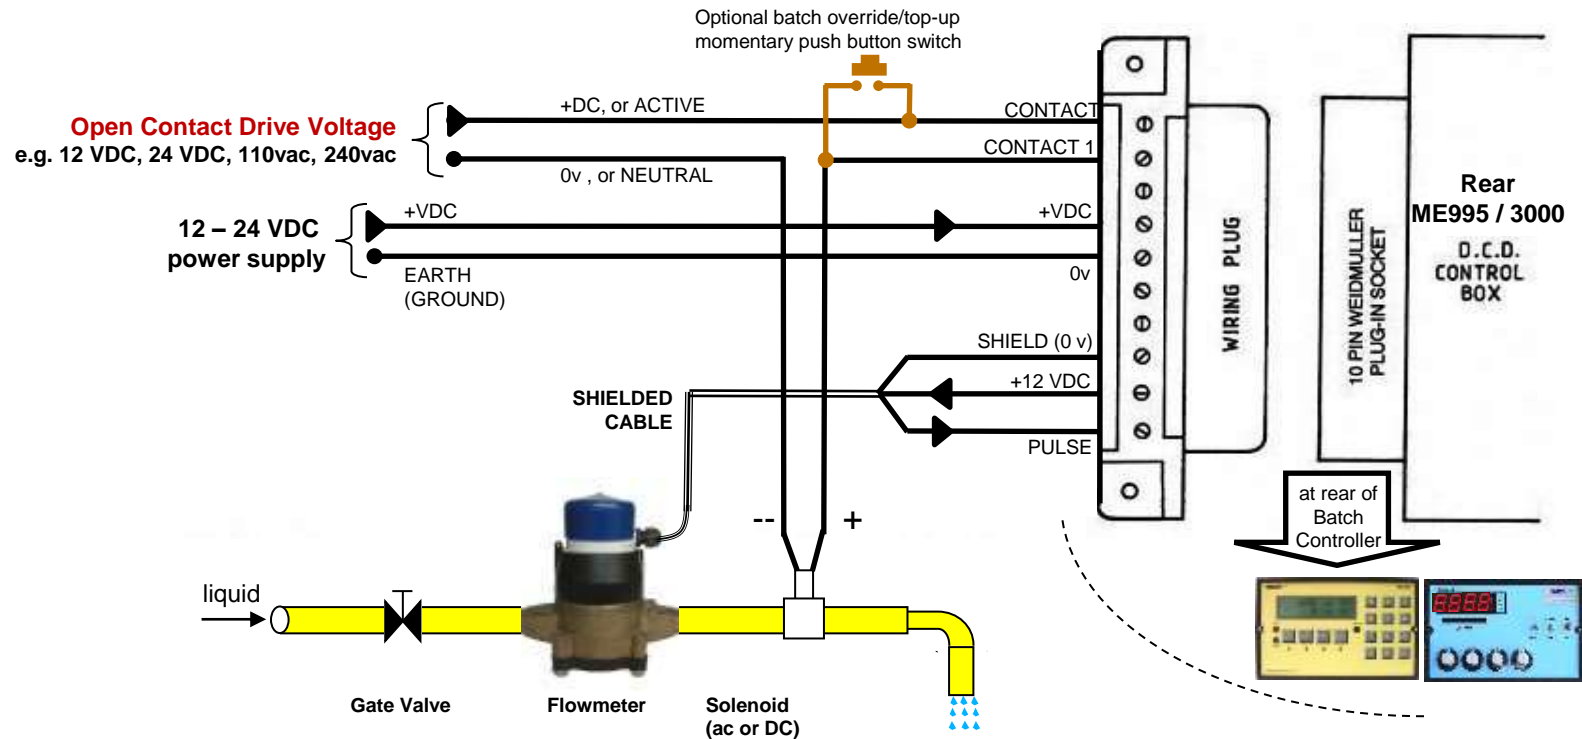 Optional batch override/top-up
momentary push button switch
+DC, or ACTIVE
CONTACT
Open Contact Drive Voltage
e.g. 12 VDC, 24 VDC, 110vac, 240vac
CONTACT 1
0v , or NEUTRAL
12 – 24 VDC
power supply
+VDC
+VDC
EARTH
(GROUND)
0v
WIRING PLUG
10 PIN WEIDMULLER
PLUG-IN SOCKET
Rear
ME995 / 3000
D.C.D.
CONTROL
BOX
SHIELD (0 v)
+12 VDC
PULSE
SHIELDED
CABLE
-- +
at rear of
Batch
Controller
liquid
Gate Valve
Flowmeter
Solenoid
(ac or DC)